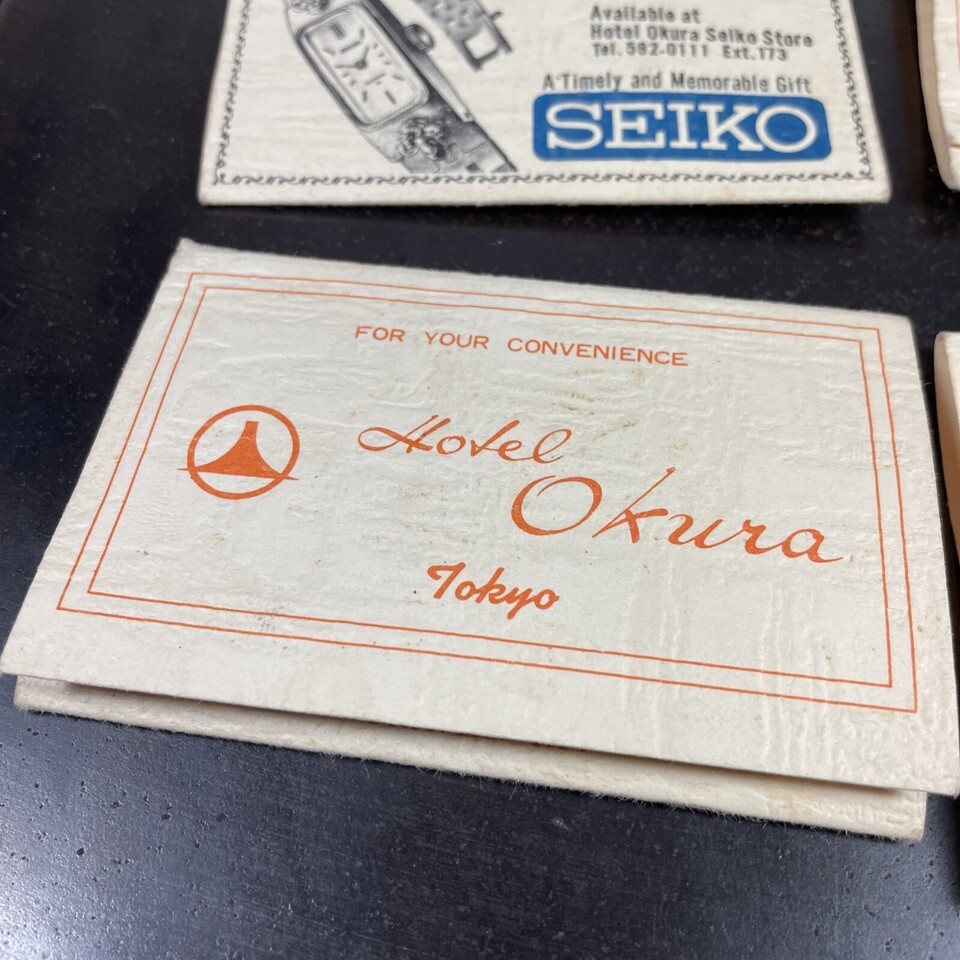 Available at
Hotel Okura Seiko Store
Tel. 582-0111 Ext.173
A Timely and Memorable Gift
SEIKO
FOR YOUR CONVENIENCE
Hotel
Okura
Tokyo